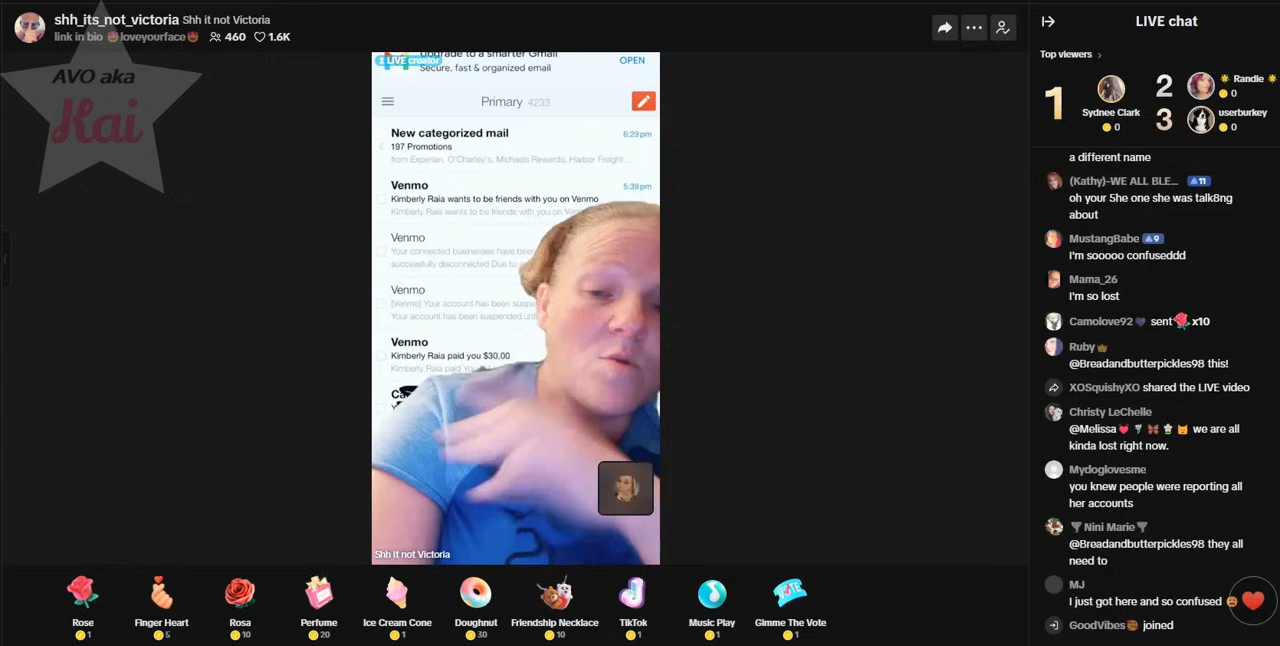 shh_its_not_victoria Shh it not Victoria
link in bio loveyourface 460 1.6K
AVO aka
Kai
LIVE creator
Upgrade to a smarter Gmail
Secure, fast & organized email
OPEN
Primary 4233
New categorized mail 6:29pm
197 Promotions
from Experian, O'Charley's, Michaels Rewards, Harbor Freight...
Venmo 5:39pm
Kimberly Raia wants to be friends with you on Venmo
Kimberly Raia wants to be friends with you on Venmo
Venmo
Your connected businesses have been
successfully disconnected Due to
Venmo
[Venmo] Your account has been suspe
Your account has been suspended unti
Venmo
Kimberly Raia paid you $30.00
Kimberly Raia paid You
Shh it not Victoria
Rose
1
Finger Heart
5
Rosa
10
Perfume
20
Ice Cream Cone
1
Doughnut
30
Friendship Necklace
10
TikTok
1
Music Play
1
Gimme The Vote
1
LIVE chat
Top viewers >
1
Sydnee Clark
0
2
Randie
0
3
userburkey
0
a different name
(Kathy)-WE ALL BLE... 11
oh your 5he one she was talk8ng
about
MustangBabe 9
I'm sooooo confuseddd
Mama_26
I'm so lost
Camolove92 sent x10
Ruby
@Breadandbutterpickles98 this!
XOSquishyXO shared the LIVE video
Christy LeChelle
@Melissa we are all
kinda lost right now.
Mydoglovesme
you knew people were reporting all
her accounts
Nini Marie
@Breadandbutterpickles98 they all
need to
MJ
I just got here and so confused
GoodVibes joined